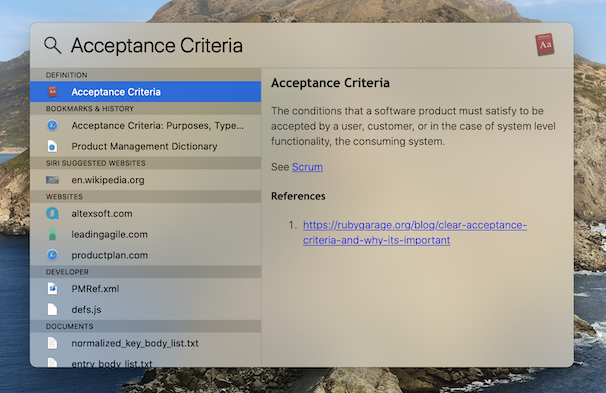 Acceptance Criteria
Aa
DEFINITION
Acceptance Criteria
BOOKMARKS & HISTORY
Acceptance Criteria: Purposes, Type...
Product Management Dictionary
SIRI SUGGESTED WEBSITES
en.wikipedia.org
WEBSITES
altexsoft.com
leadingagile.com
productplan.com
DEVELOPER
PMRef.xml
defs.js
DOCUMENTS
normalized_key_body_list.txt
entry_body_list.txt
Acceptance Criteria
The conditions that a software product must satisfy to be
accepted by a user, customer, or in the case of system level
functionality, the consuming system.
See Scrum
References
1. https://rubygarage.org/blog/clear-acceptance-
criteria-and-why-its-important